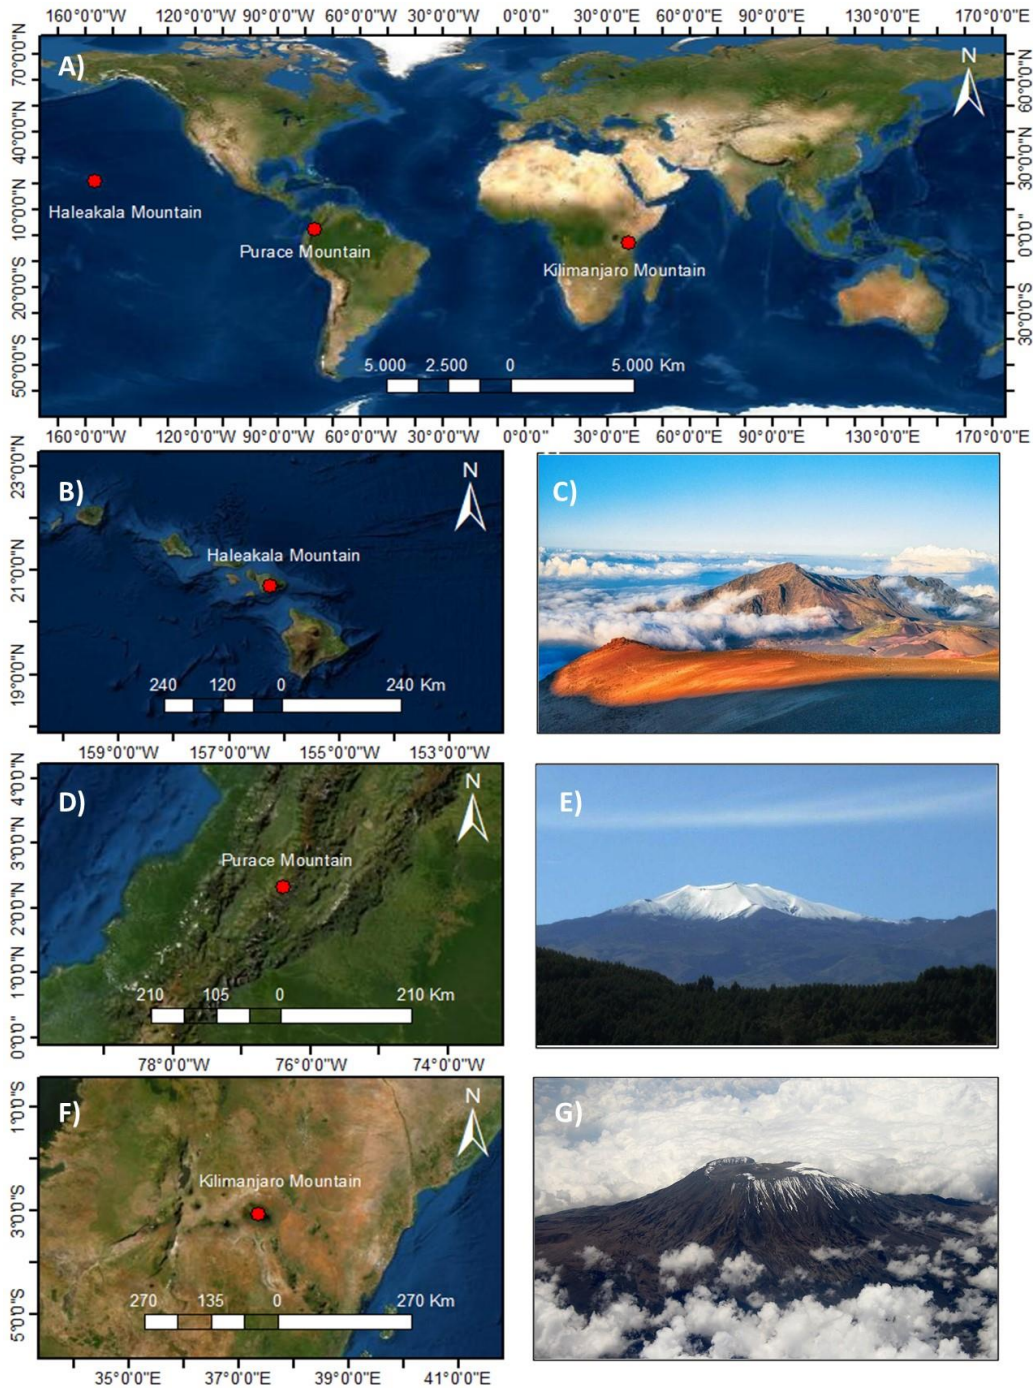 160°0'0"W 120°0'0"W 90°0'0"W 60°0'0"W 30°0'0"W 0°0'0" 30°0'0"E 60°0'0"E 90°0'0"E 130°0'0"E 170°0'0"E
A)
N
70°0'0"N
40°0'0"N
10°0'0"N
20°0'0"S
50°0'0"S
60°0'0"N
30°0'0"N
0°0'0"
30°0'0"S
Haleakala Mountain
Purace Mountain
Kilimanjaro Mountain
5.000 2.500 0 5.000 Km
160°0'0"W 120°0'0"W 90°0'0"W 60°0'0"W 30°0'0"W 0°0'0" 30°0'0"E 60°0'0"E 90°0'0"E 130°0'0"E 170°0'0"E
B)
N
23°0'0"N
21°0'0"N
19°0'0"N
Haleakala Mountain
240 120 0 240 Km
159°0'0"W 157°0'0"W 155°0'0"W 153°0'0"W
C)
D)
N
4°0'0"N
3°0'0"N
2°0'0"N
1°0'0"N
0°0'0"
Purace Mountain
210 105 0 210 Km
78°0'0"W 76°0'0"W 74°0'0"W
E)
F)
N
1°0'0"S
3°0'0"S
5°0'0"S
Kilimanjaro Mountain
270 135 0 270 Km
35°0'0"E 37°0'0"E 39°0'0"E 41°0'0"E
G)